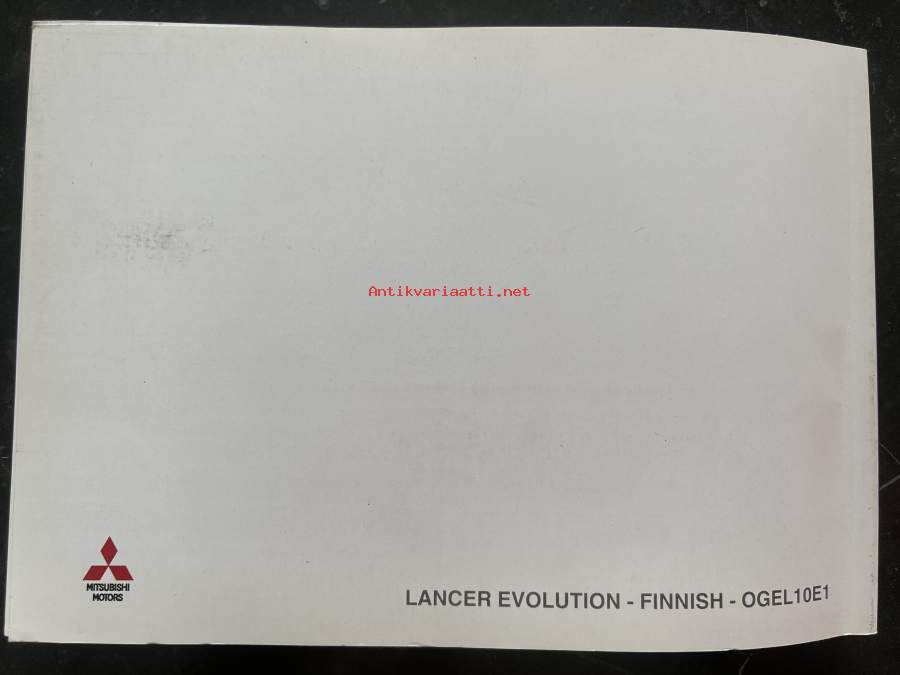 Antikvariaatti.net
MITSUBISHI
MOTORS
LANCER EVOLUTION - FINNISH - OGEL10E1